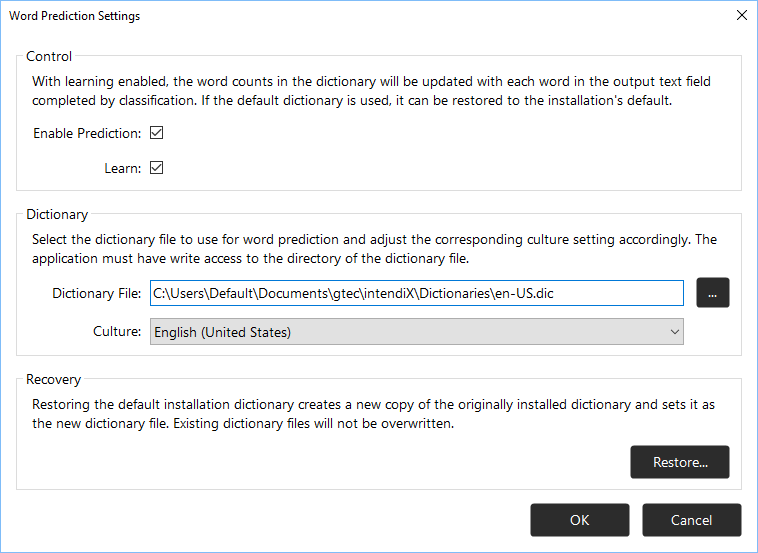 Word Prediction Settings
Control
With learning enabled, the word counts in the dictionary will be updated with each word in the output text field
completed by classification. If the default dictionary is used, it can be restored to the installation's default.
Enable Prediction:
Learn:
Dictionary
Select the dictionary file to use for word prediction and adjust the corresponding culture setting accordingly. The
application must have write access to the directory of the dictionary file.
Dictionary File: C:\Users\Default\Documents\gtec\intendiX\Dictionaries\en-US.dic ...
Culture: English (United States)
Recovery
Restoring the default installation dictionary creates a new copy of the originally installed dictionary and sets it as
the new dictionary file. Existing dictionary files will not be overwritten.
Restore...
OK Cancel